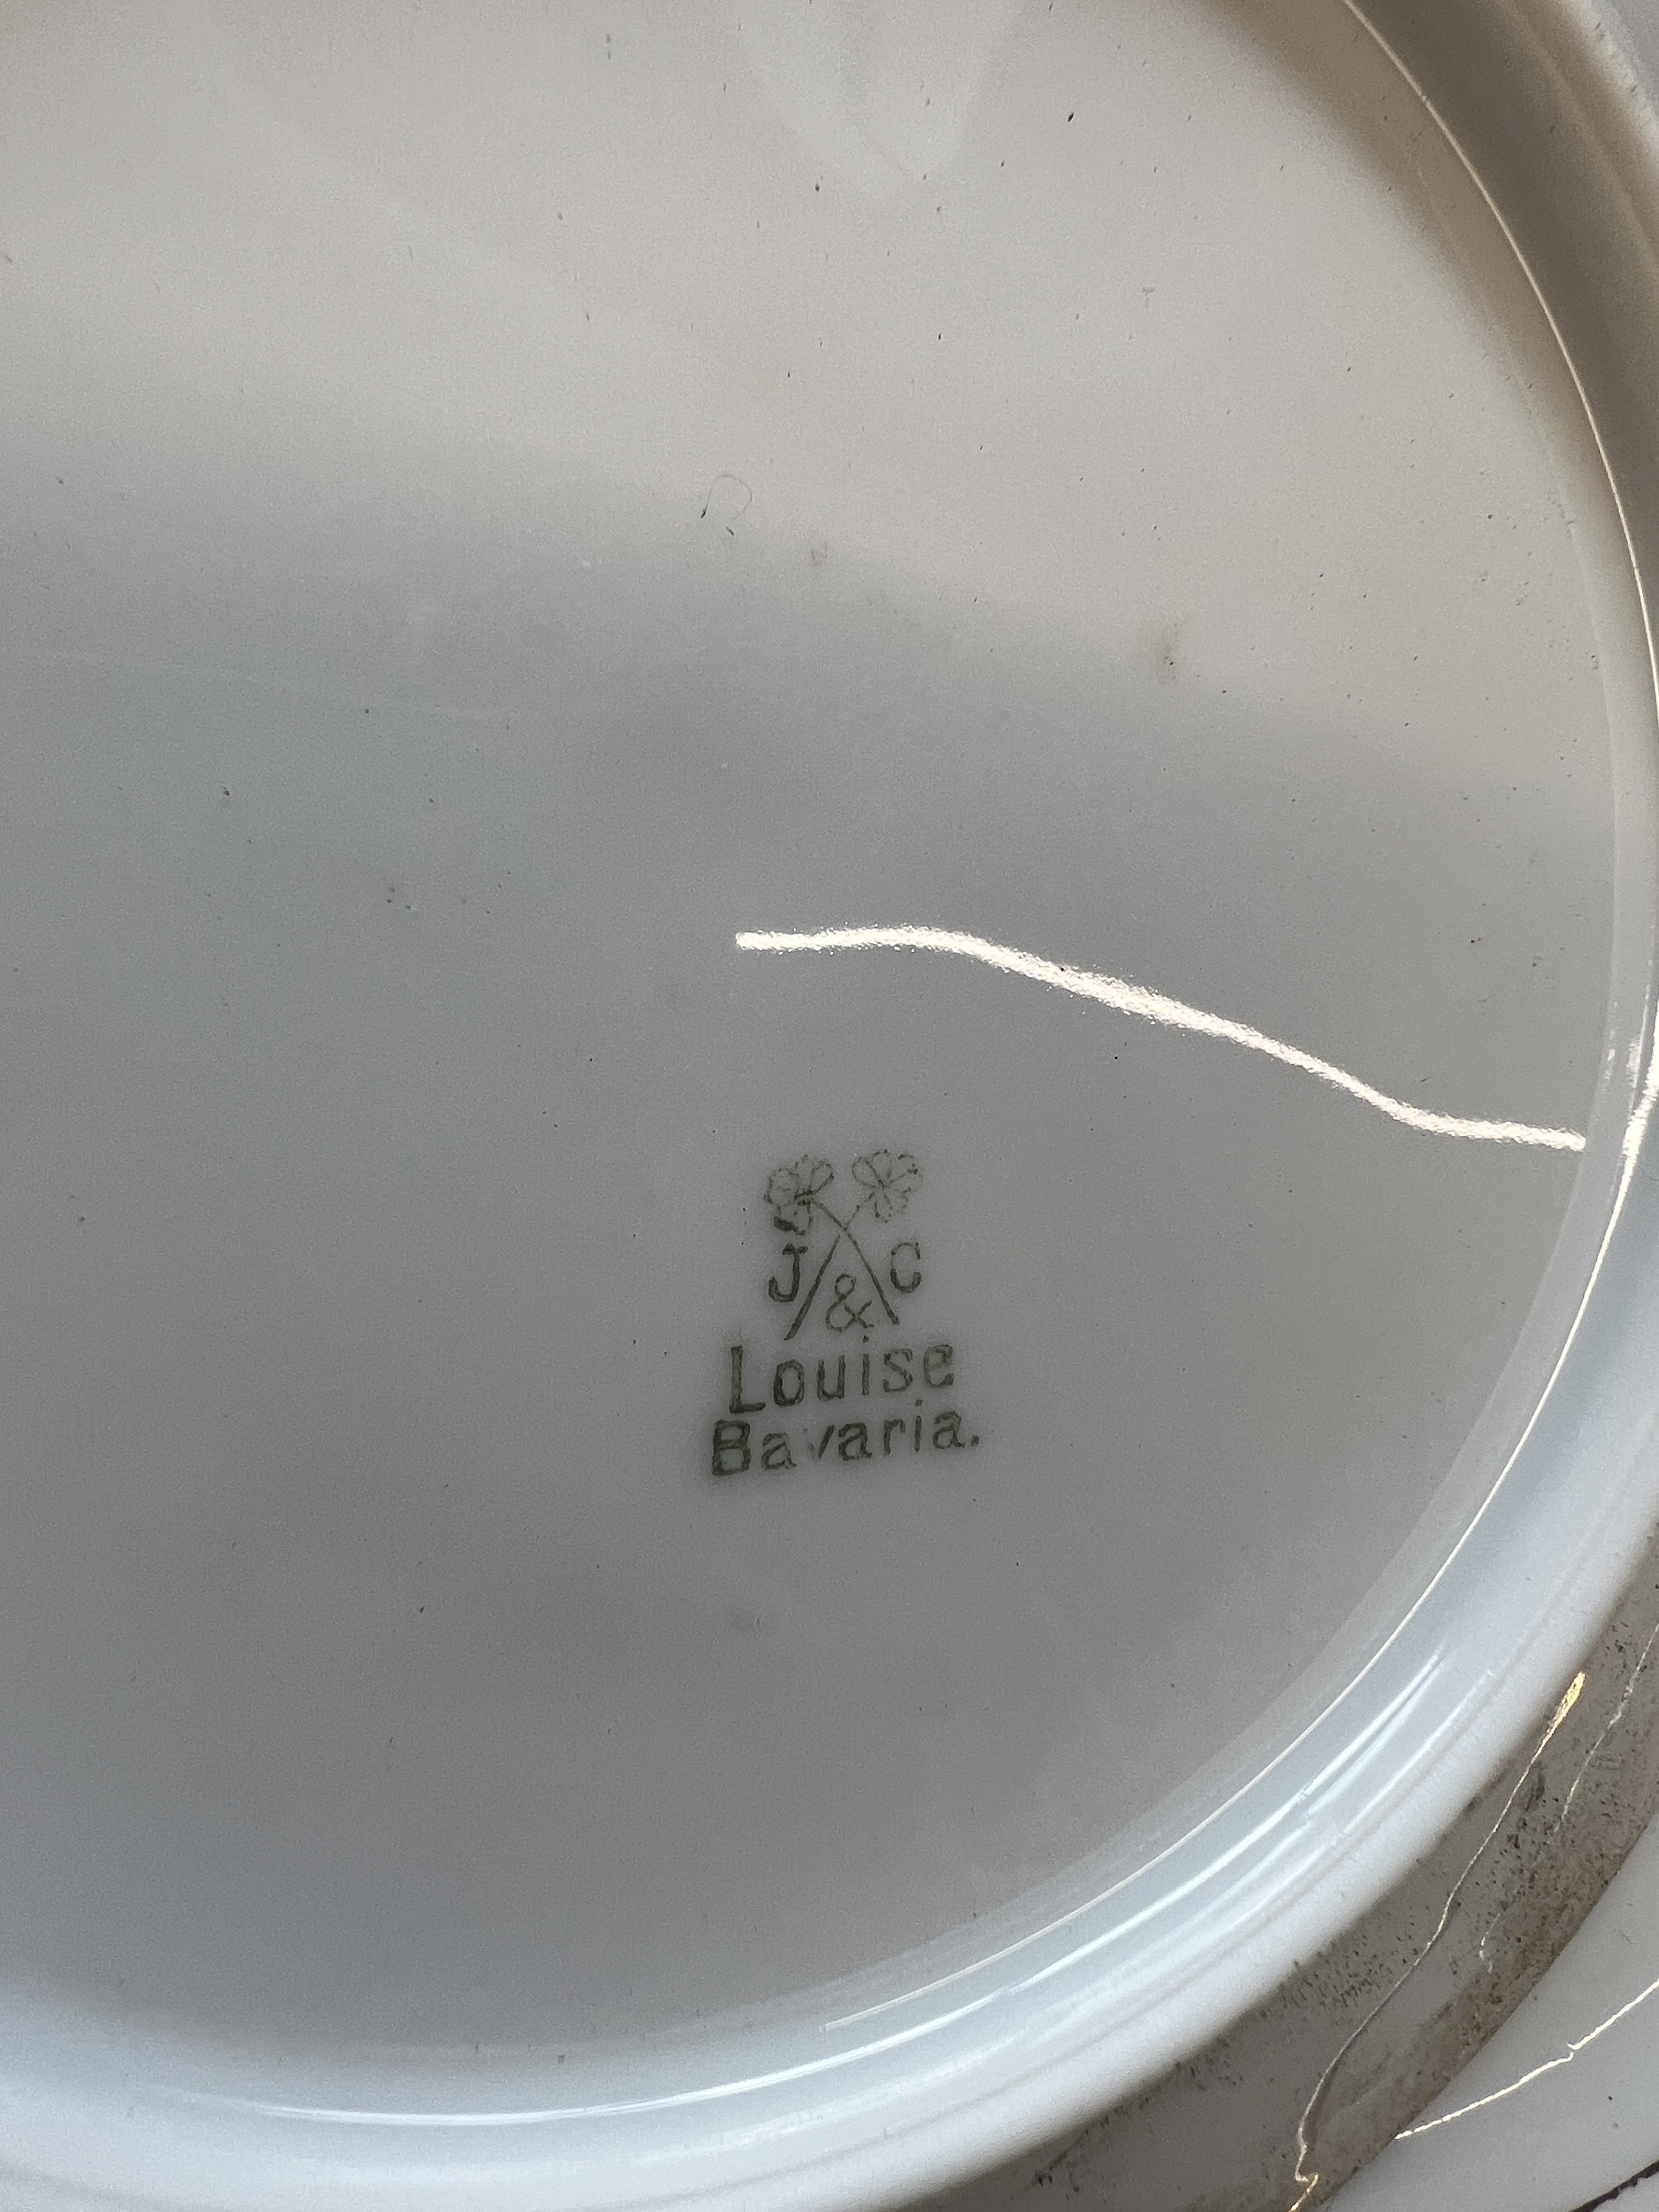 J & C
Louise
Bavaria.